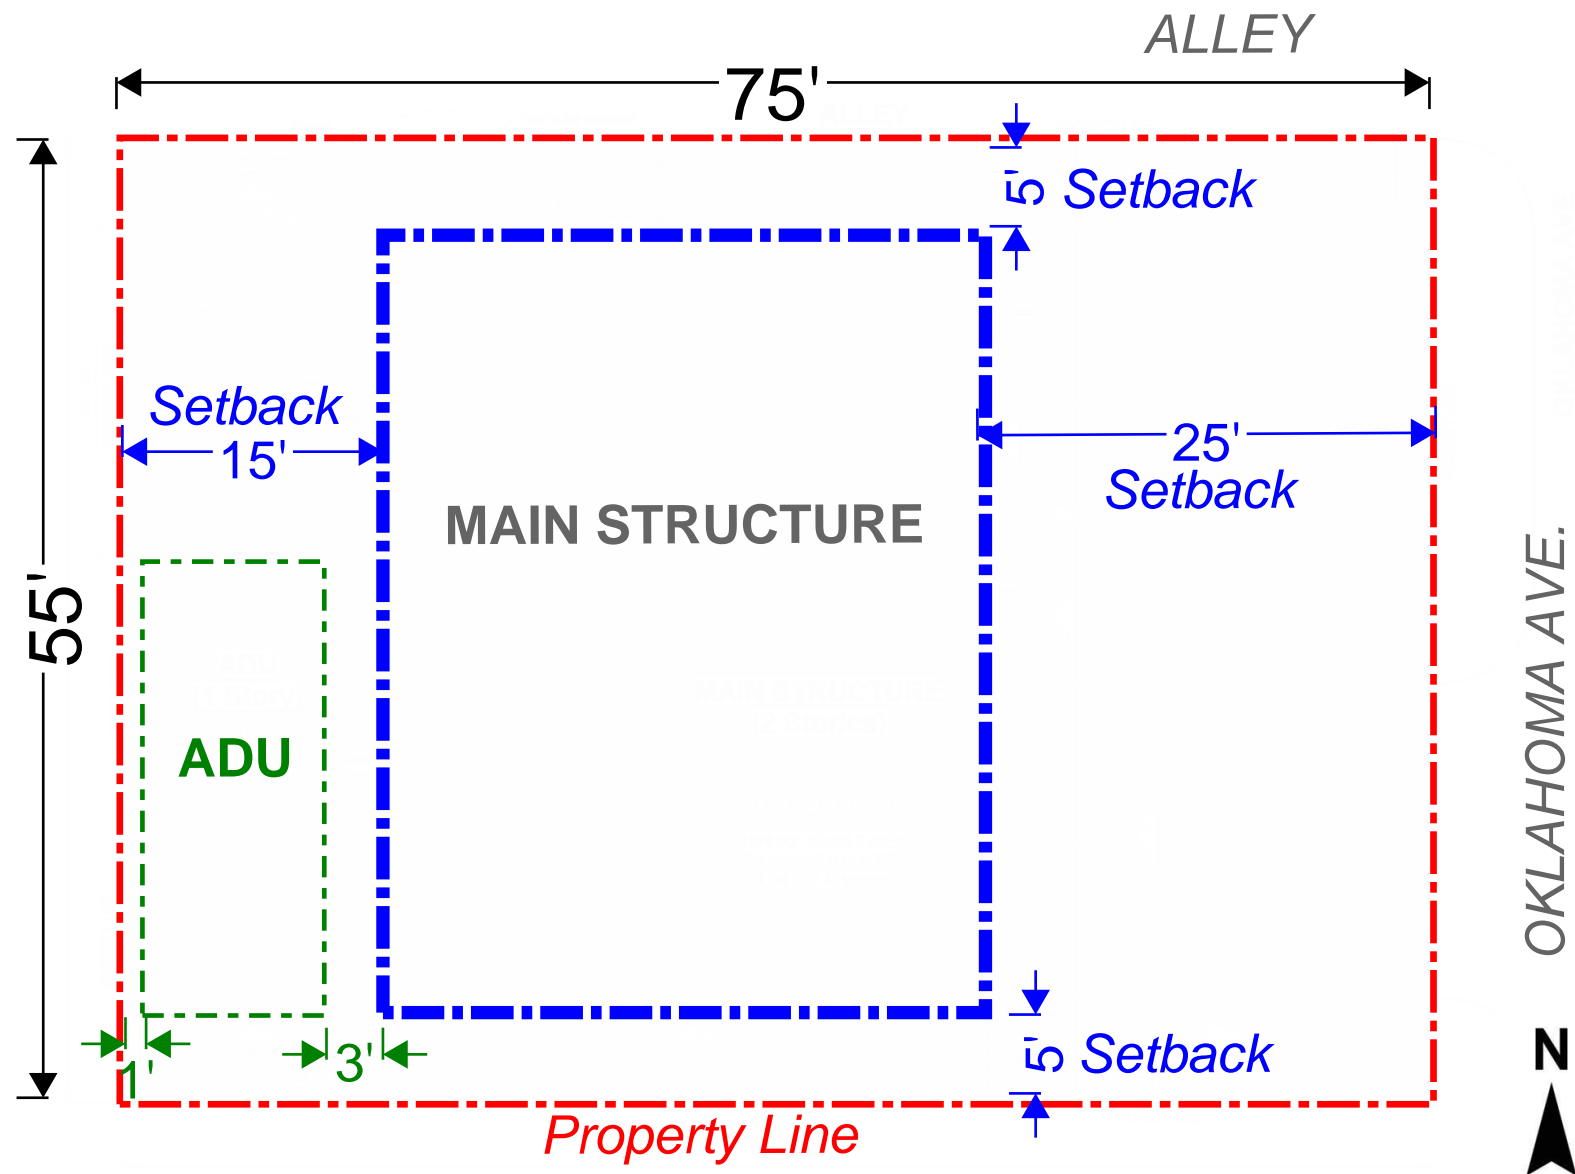 ALLEY
75'
5' Setback
Setback
15'
25'
Setback
MAIN STRUCTURE
55'
ADU
OKLAHOMA AVE.
1'
3'
5' Setback
N
Property Line